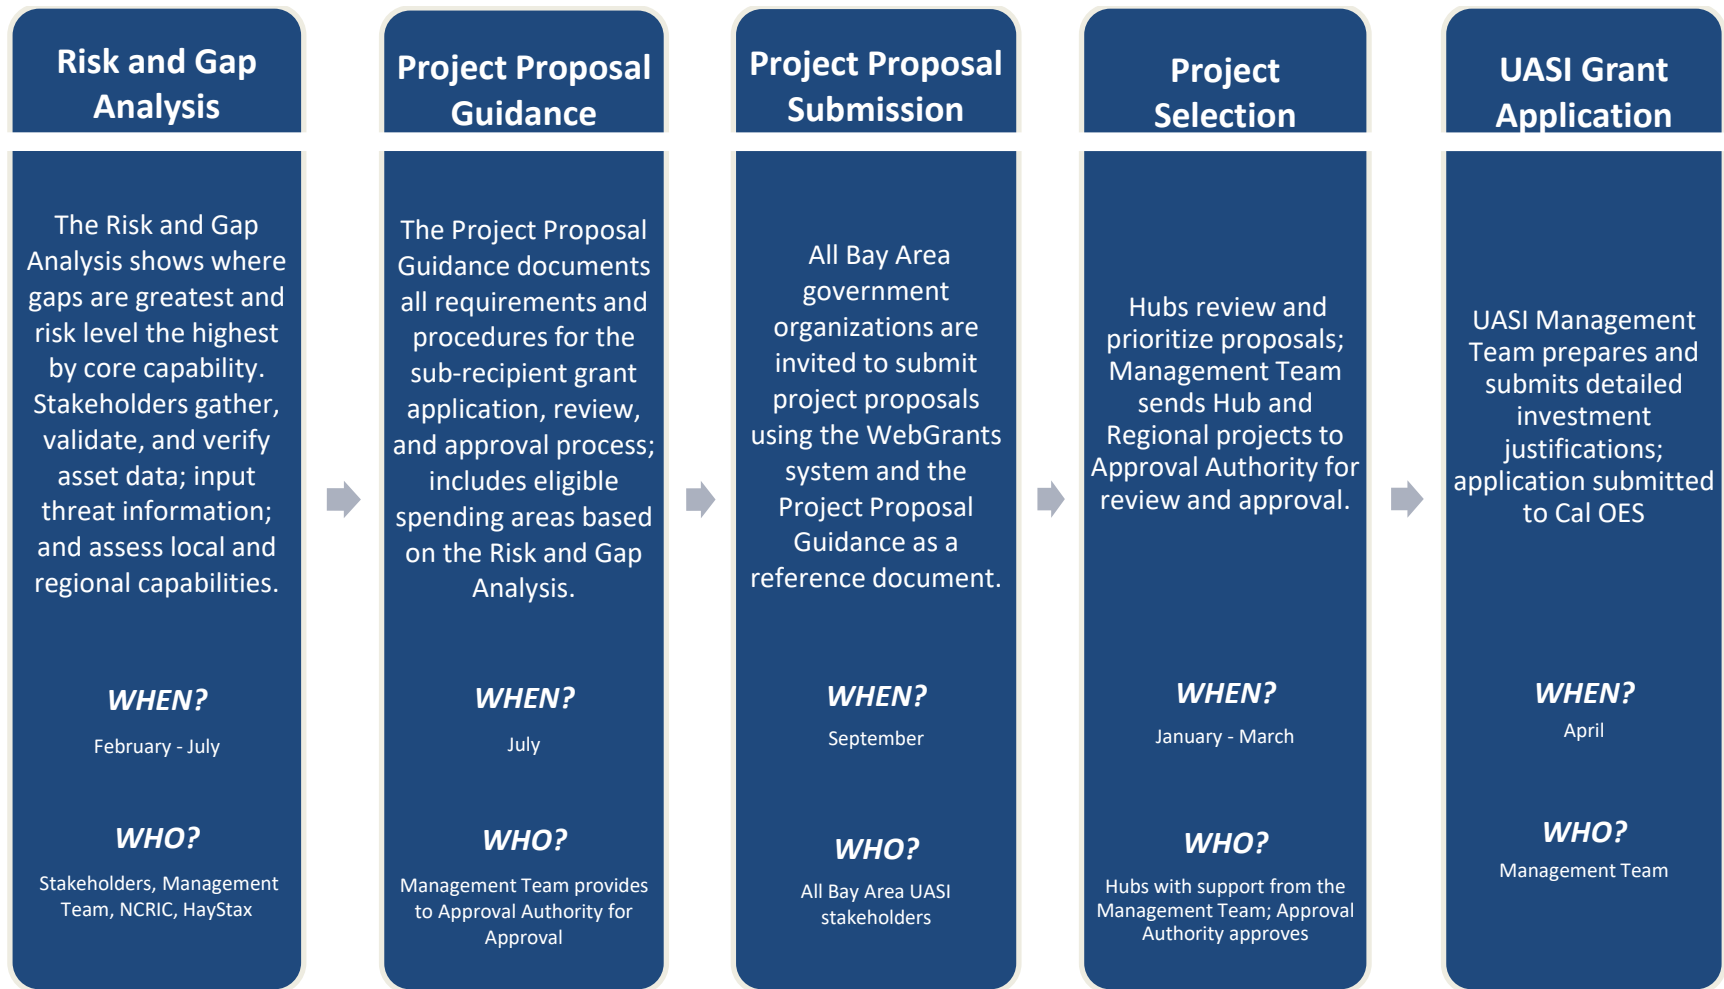 Risk and Gap
Analysis
The Risk and Gap
Analysis shows where
gaps are greatest and
risk level the highest
by core capability.
Stakeholders gather,
validate, and verify
asset data; input
threat information;
and assess local and
regional capabilities.
WHEN?
February - July
WHO?
Stakeholders, Management
Team, NCRIC, HayStax
Project Proposal
Guidance
The Project Proposal
Guidance documents
all requirements and
procedures for the
sub-recipient grant
application, review,
and approval process;
includes eligible
spending areas based
on the Risk and Gap
Analysis.
WHEN?
July
WHO?
Management Team provides
to Approval Authority for
Approval
Project Proposal
Submission
All Bay Area
government
organizations are
invited to submit
project proposals
using the WebGrants
system and the
Project Proposal
Guidance as a
reference document.
WHEN?
September
WHO?
All Bay Area UASI
stakeholders
Project
Selection
Hubs review and
prioritize proposals;
Management Team
sends Hub and
Regional projects to
Approval Authority for
review and approval.
WHEN?
January - March
WHO?
Hubs with support from the
Management Team; Approval
Authority approves
UASI Grant
Application
UASI Management
Team prepares and
submits detailed
investment
justifications;
application submitted
to Cal OES
WHEN?
April
WHO?
Management Team